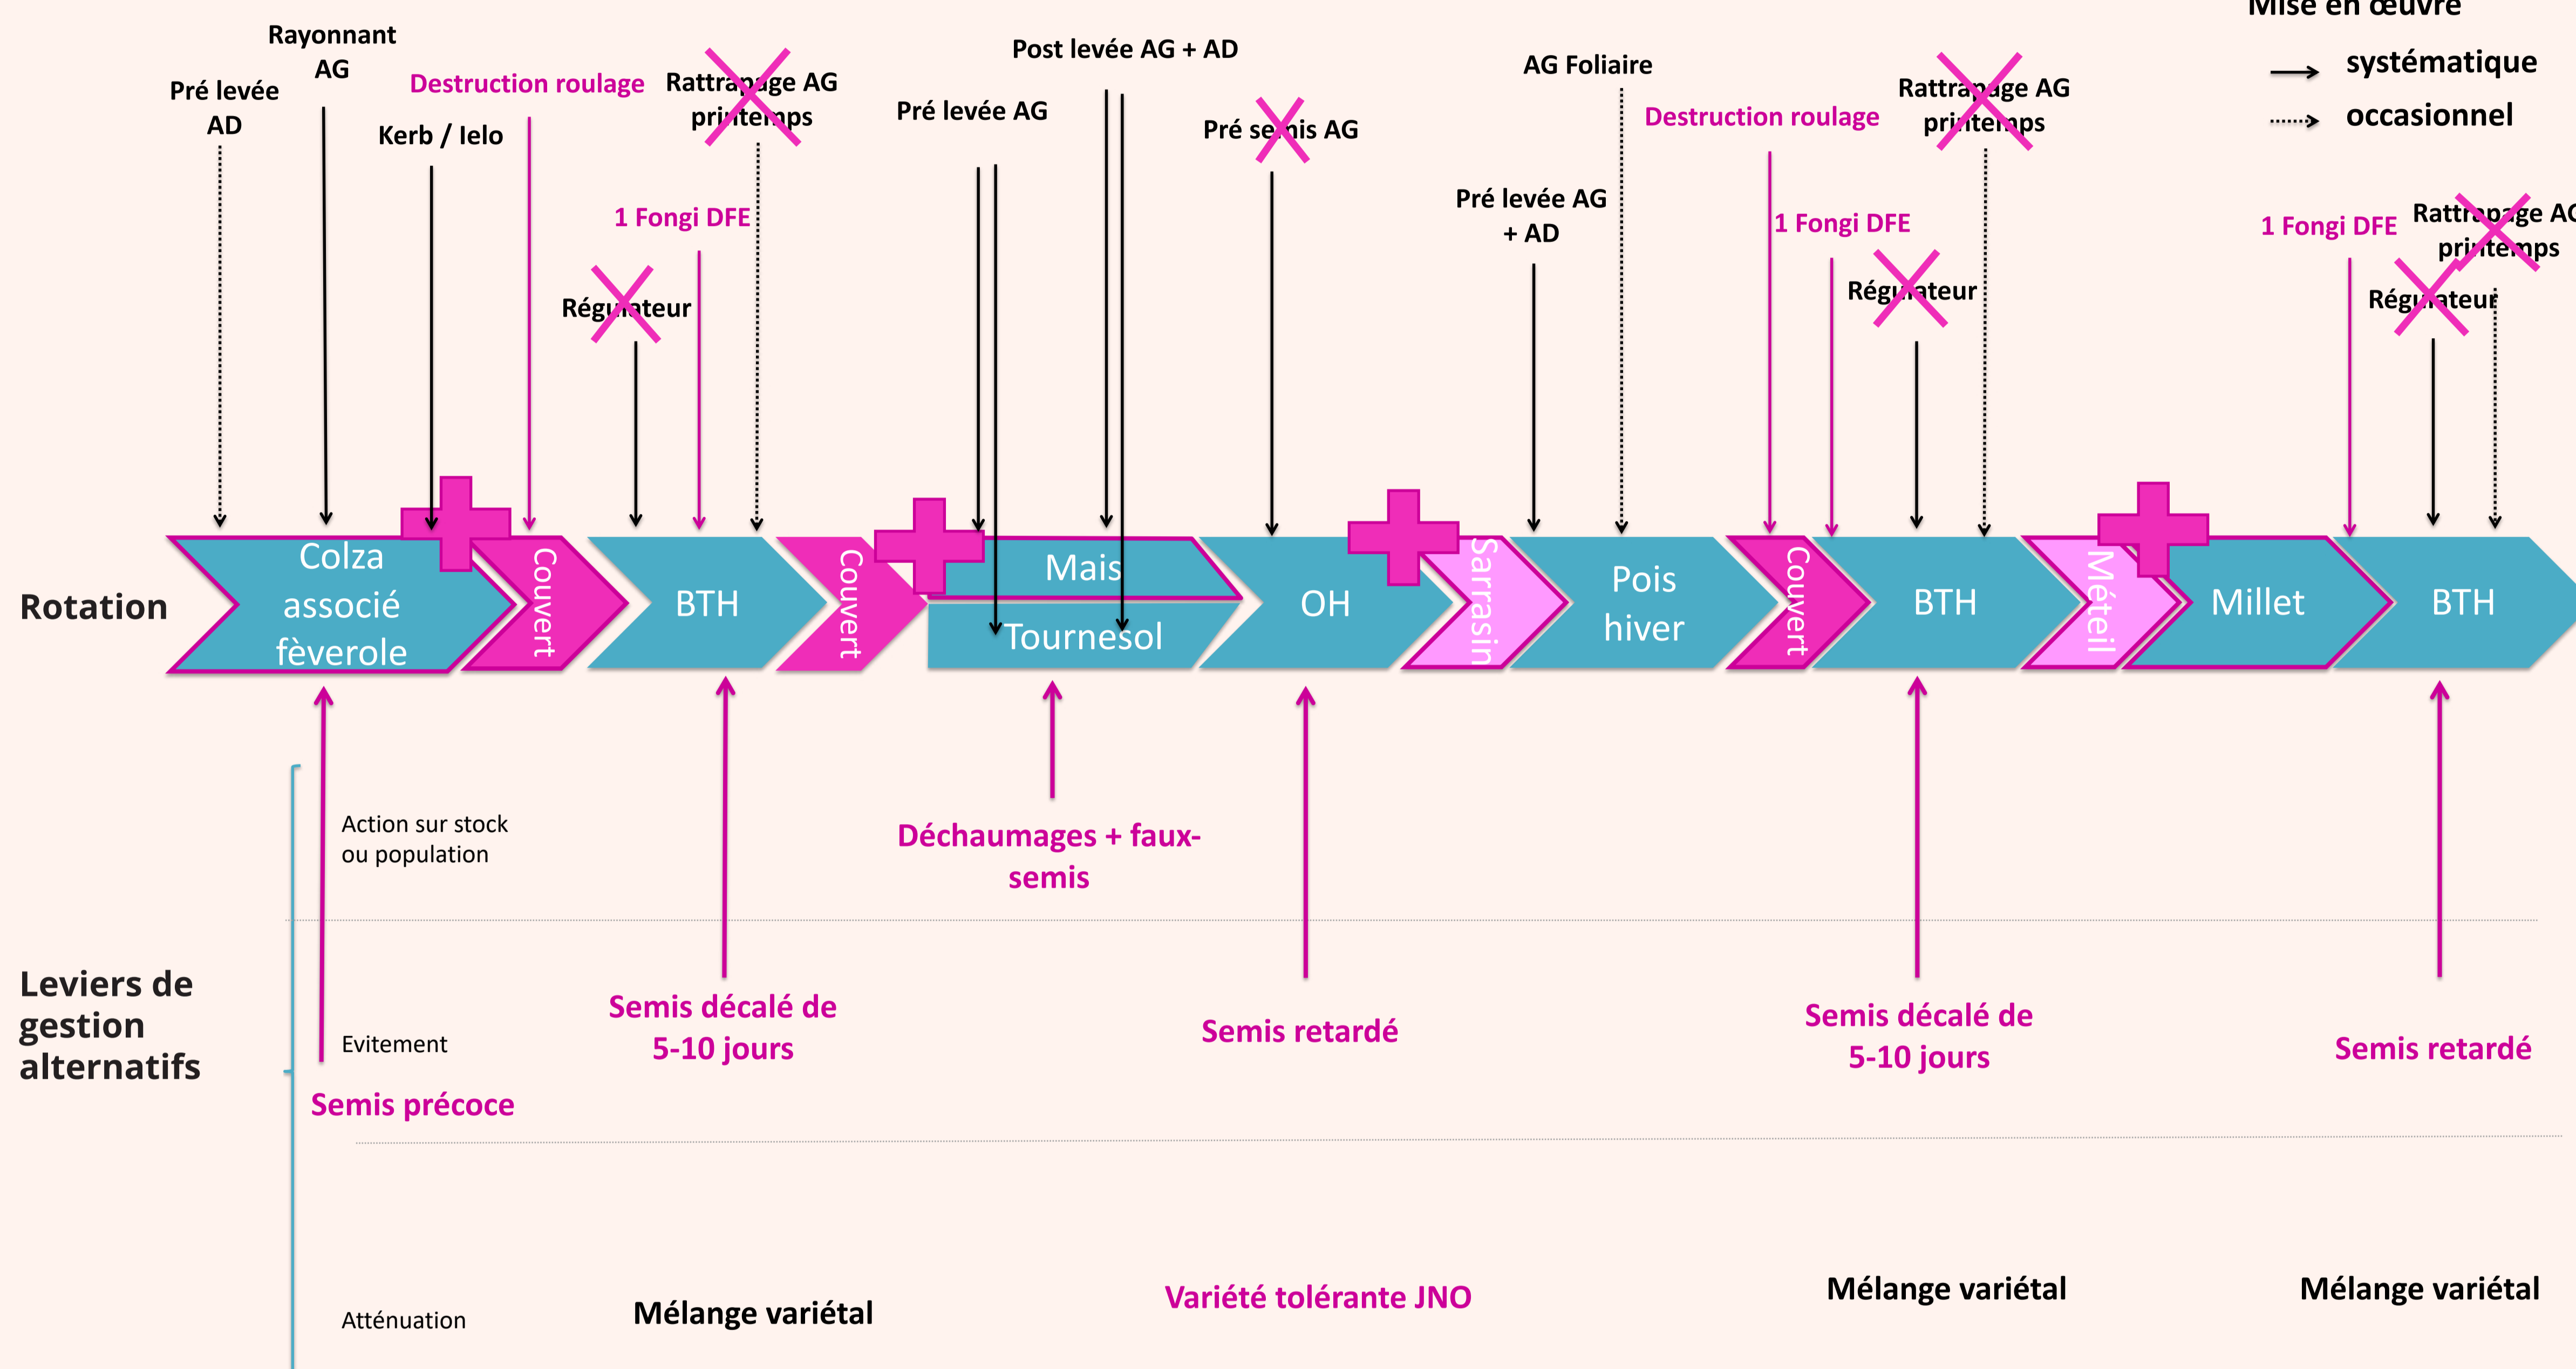 Mise en œuvre
systématique
occasionnel
Rayonnant
AG
Pré levée
AD
Destruction roulage
Kerb / Ielo
Rattrapage AG
printemps
1 Fongi DFE
Régulateur
Post levée AG + AD
Pré levée AG
Pré semis AG
AG Foliaire
Pré levée AG
+ AD
Destruction roulage
Rattrapage AG
printemps
1 Fongi DFE
Régulateur
1 Fongi DFE
Rattrapage AG
printemps
Régulateur
Rotation
Colza
associé
fèverole
Couvert
BTH
Couvert
Mais
Tournesol
OH
Sarrasin
Pois
hiver
Couvert
BTH
Méteil
Millet
BTH
Leviers de
gestion
alternatifs
Action sur stock
ou population
Déchaumages + faux-
semis
Evitement
Semis précoce
Semis décalé de
5-10 jours
Semis retardé
Semis décalé de
5-10 jours
Semis retardé
Atténuation
Mélange variétal
Variété tolérante JNO
Mélange variétal
Mélange variétal